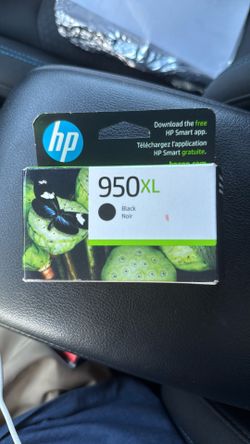 Download the free
HP Smart app.
Téléchargez l'application
HP Smart gratuite.
hp
950XL
Black
Noir